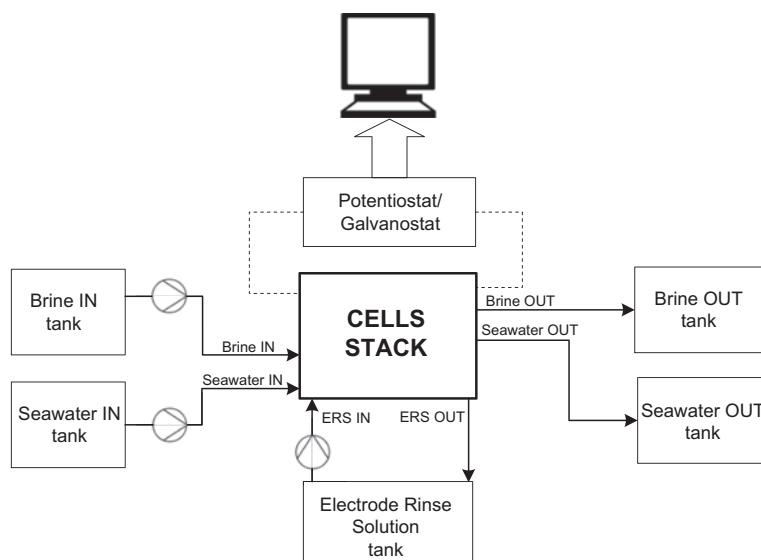 Potentiostat/
Galvanostat
Brine IN
tank
CELLS
STACK
Brine OUT
Seawater OUT
Brine OUT
tank
Brine IN
Seawater IN
Seawater IN
tank
ERS IN
ERS OUT
Seawater OUT
tank
Electrode Rinse
Solution
tank